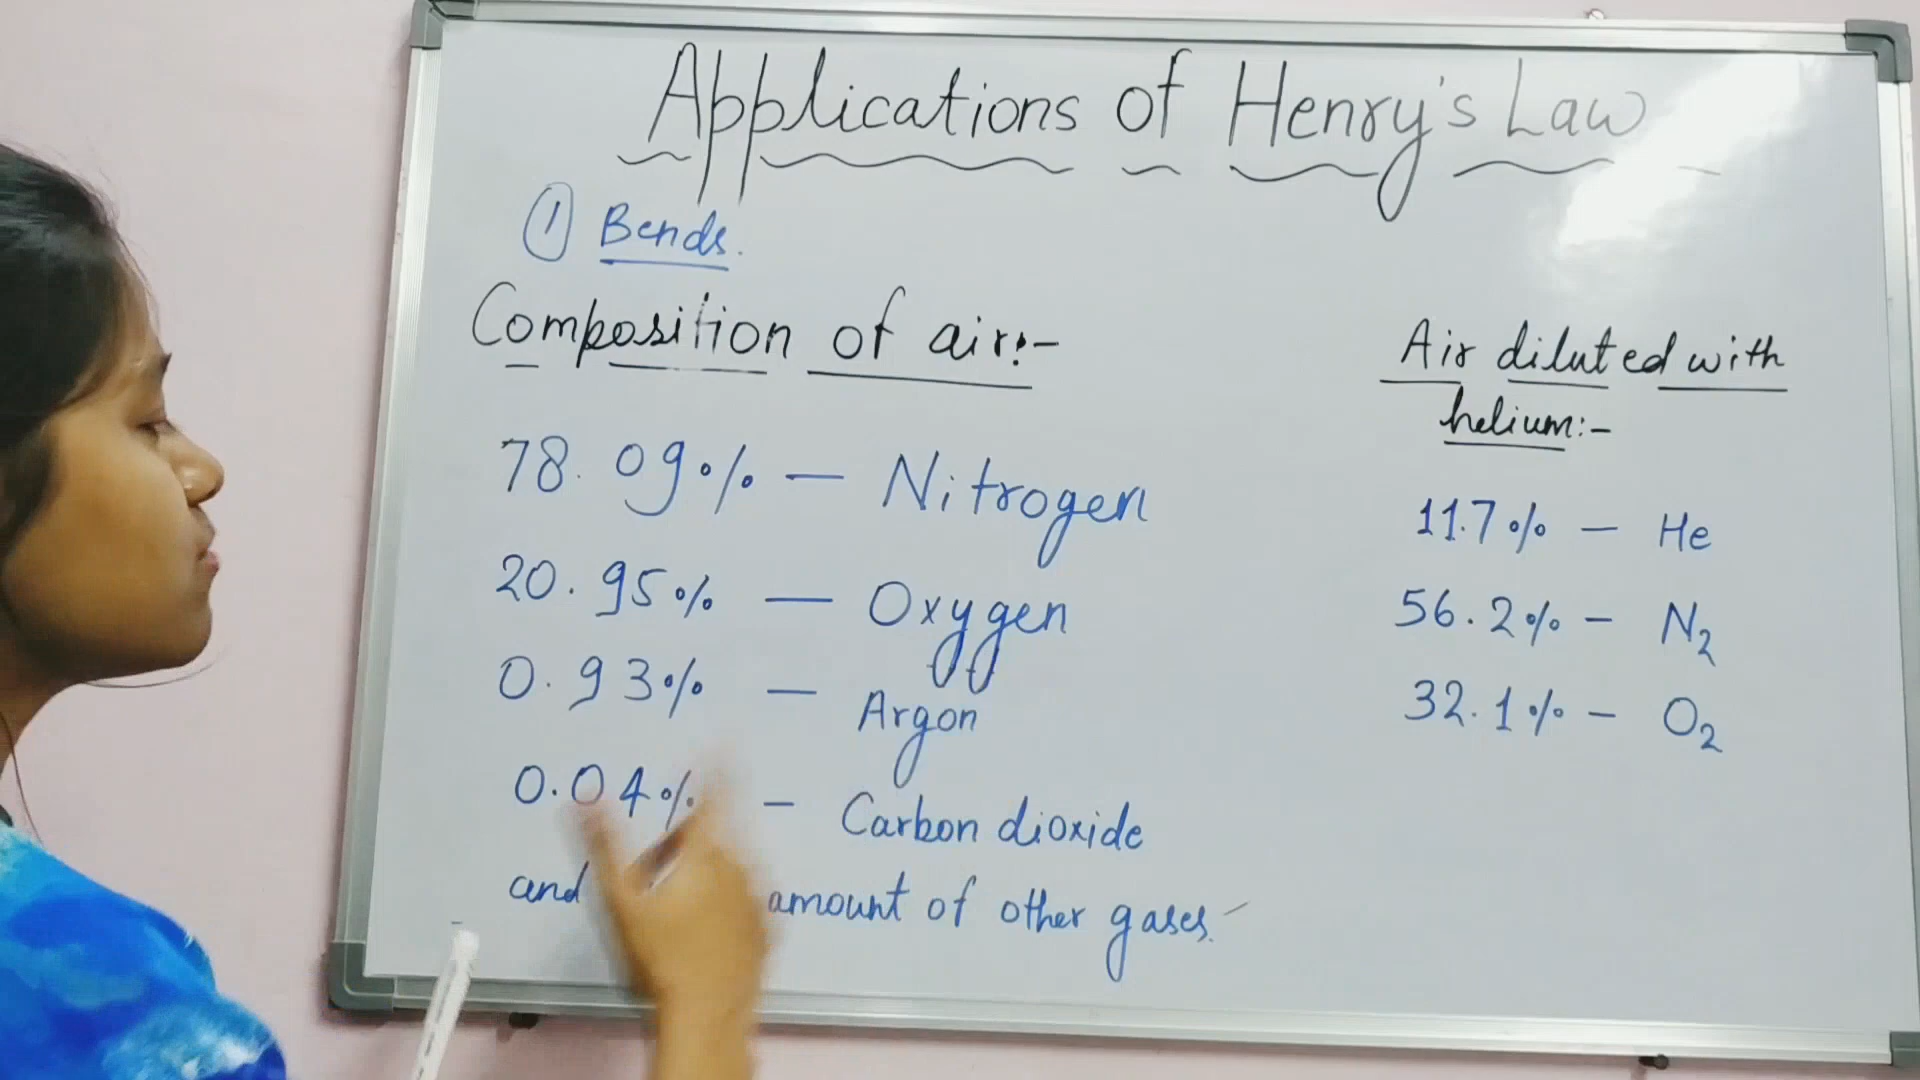 Applications of Henry's Law
① Bends.
Composition of air:-
78.09% — Nitrogen
20.95% — Oxygen
0.93% — Argon
0.04% — Carbon dioxide
and amount of other gases.
Air diluted with
helium:-
11.7% — He
56.2% — N₂
32.1% — O₂